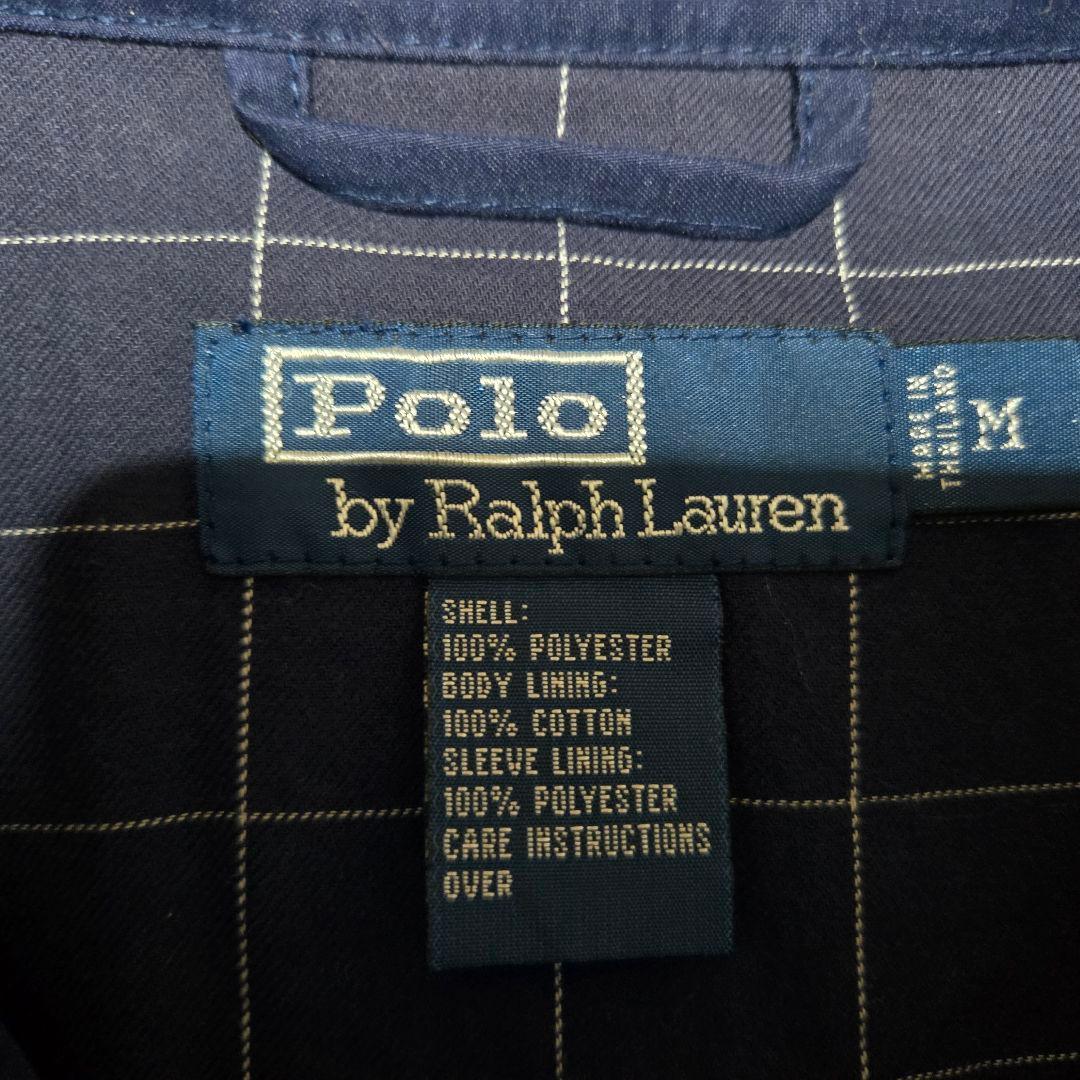 Polo
by Ralph Lauren
MADE IN
THAILAND
M
SHELL:
100% POLYESTER
BODY LINING:
100% COTTON
SLEEVE LINING:
100% POLYESTER
CARE INSTRUCTIONS
OVER